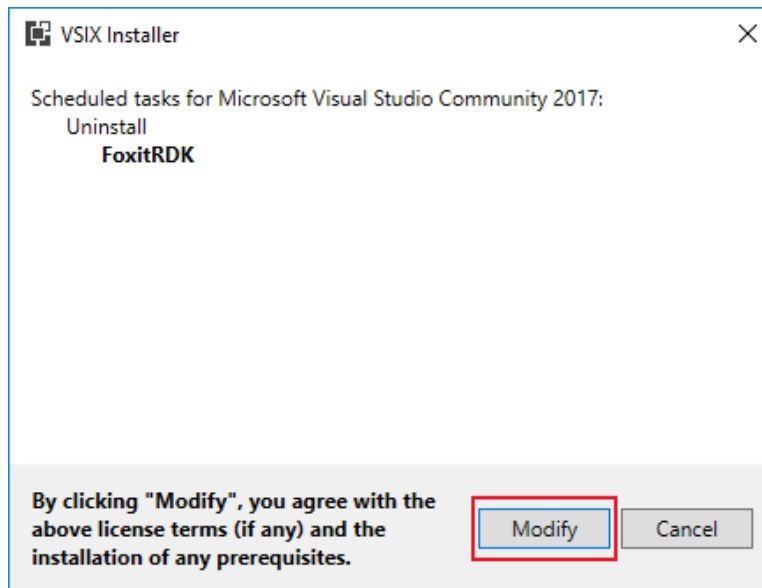 VSIX Installer
Scheduled tasks for Microsoft Visual Studio Community 2017:
Uninstall
FoxitRDK
By clicking "Modify", you agree with the
above license terms (if any) and the
installation of any prerequisites.
Modify
Cancel